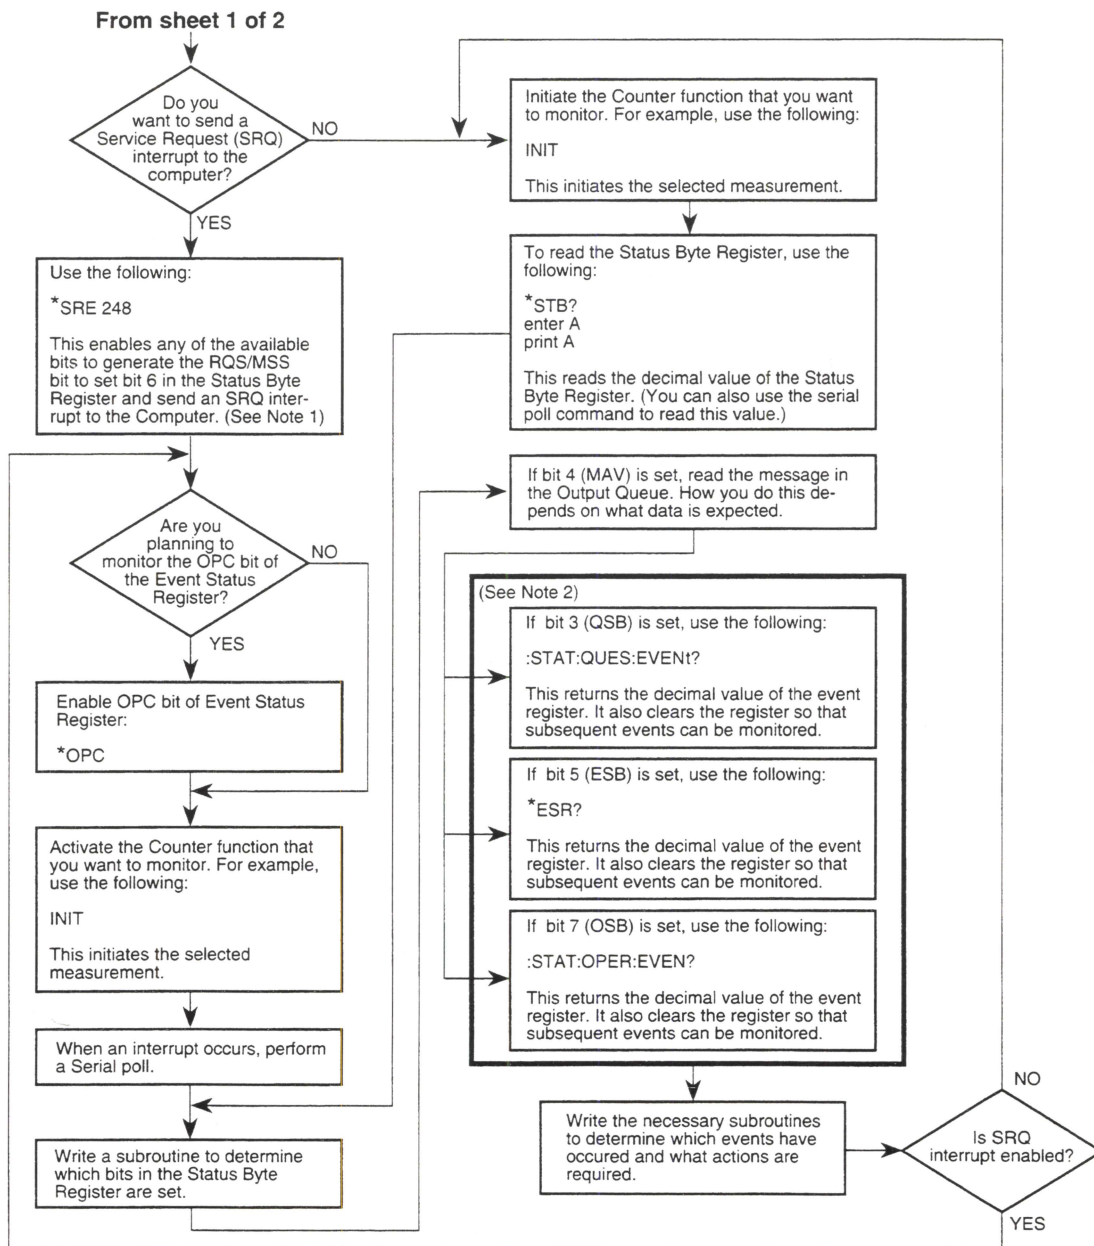 From sheet 1 of 2
Do you
want to send a
Service Request (SRQ)
interrupt to the
computer?
NO
YES
Use the following:
*SRE 248
This enables any of the available
bits to generate the RQS/MSS
bit to set bit 6 in the Status Byte
Register and send an SRQ inter-
rupt to the Computer. (See Note 1)
Are you
planning to
monitor the OPC bit of
the Event Status
Register?
NO
YES
Enable OPC bit of Event Status
Register:
*OPC
Activate the Counter function that
you want to monitor. For example,
use the following:
INIT
This initiates the selected
measurement.
When an interrupt occurs, perform
a Serial poll.
Write a subroutine to determine
which bits in the Status Byte
Register are set.
Initiate the Counter function that you want
to monitor. For example, use the following:
INIT
This initiates the selected measurement.
To read the Status Byte Register, use the
following:
*STB?
enter A
print A
This reads the decimal value of the Status
Byte Register. (You can also use the serial
poll command to read this value.)
If bit 4 (MAV) is set, read the message in
the Output Queue. How you do this de-
pends on what data is expected.
(See Note 2)
If bit 3 (QSB) is set, use the following:
:STAT:QUES:EVENt?
This returns the decimal value of the event
register. It also clears the register so that
subsequent events can be monitored.
If bit 5 (ESB) is set, use the following:
*ESR?
This returns the decimal value of the event
register. It also clears the register so that
subsequent events can be monitored.
If bit 7 (OSB) is set, use the following:
:STAT:OPER:EVEN?
This returns the decimal value of the event
register. It also clears the register so that
subsequent events can be monitored.
Write the necessary subroutines
to determine which events have
occured and what actions are
required.
NO
Is SRQ
interrupt enabled?
YES